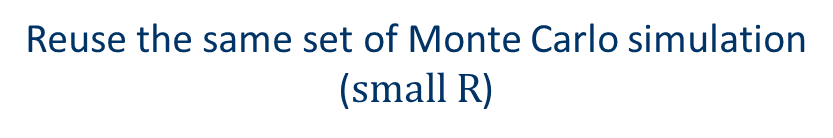 Reuse the same set of Monte Carlo simulation
(small R)